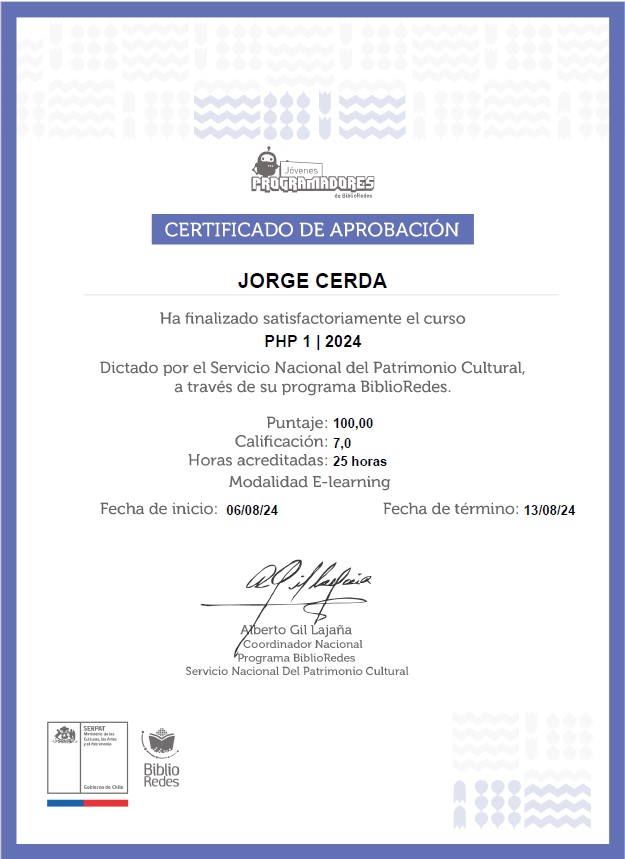 Jóvenes
PROGRAMADORES
de BiblioRedes
CERTIFICADO DE APROBACIÓN
JORGE CERDA
Ha finalizado satisfactoriamente el curso
PHP 1 | 2024
Dictado por el Servicio Nacional del Patrimonio Cultural,
a través de su programa BiblioRedes.
Puntaje: 100,00
Calificación: 7,0
Horas acreditadas: 25 horas
Modalidad E-learning
Fecha de inicio: 06/08/24 Fecha de término: 13/08/24
Alberto Gil Lajaña
Coordinador Nacional
Programa BiblioRedes
Servicio Nacional Del Patrimonio Cultural
SERPAT
Ministerio de las
Culturas, las Artes
y el Patrimonio
Gobierno de Chile
Biblio
Redes